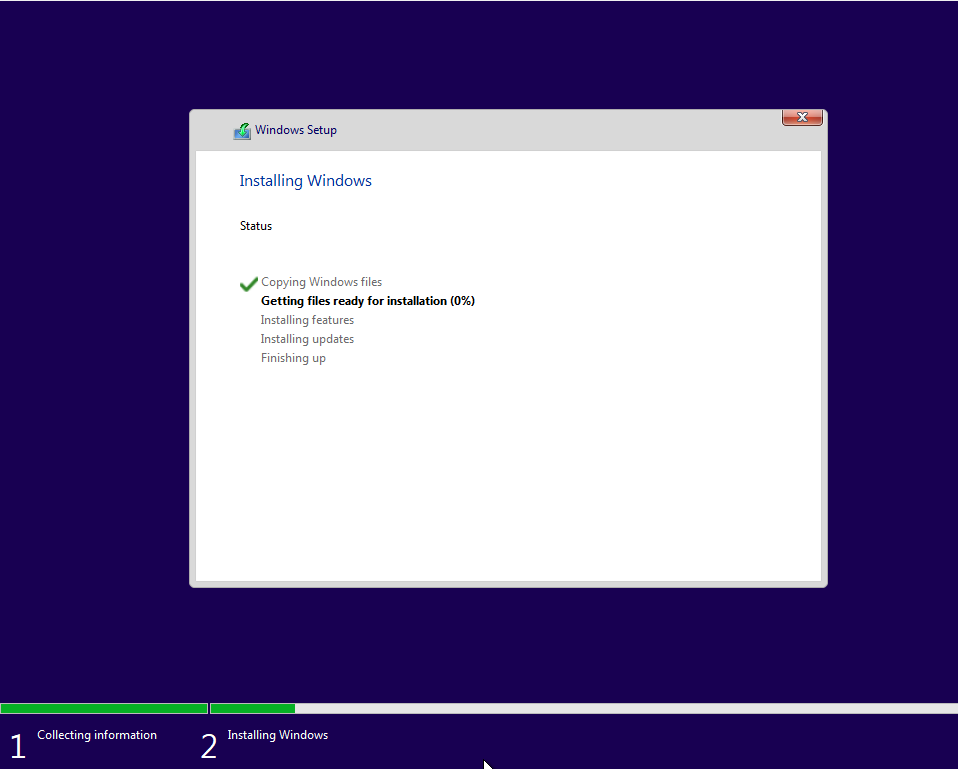 Windows Setup
Installing Windows
Status
Copying Windows files
Getting files ready for installation (0%)
Installing features
Installing updates
Finishing up
1 Collecting information
2 Installing Windows